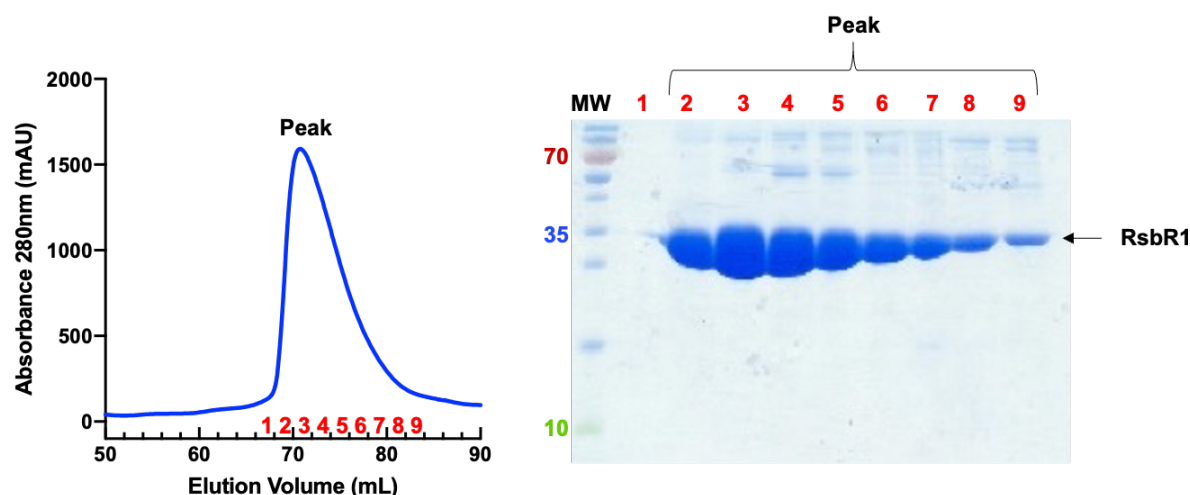 2000
1500
1000
500
0
Absorbance 280nm (mAU)
Peak
1 2 3 4 5 6 7 8 9
50 60 70 80 90
Elution Volume (mL)
Peak
MW 1 2 3 4 5 6 7 8 9
70
35
10
RsbR1